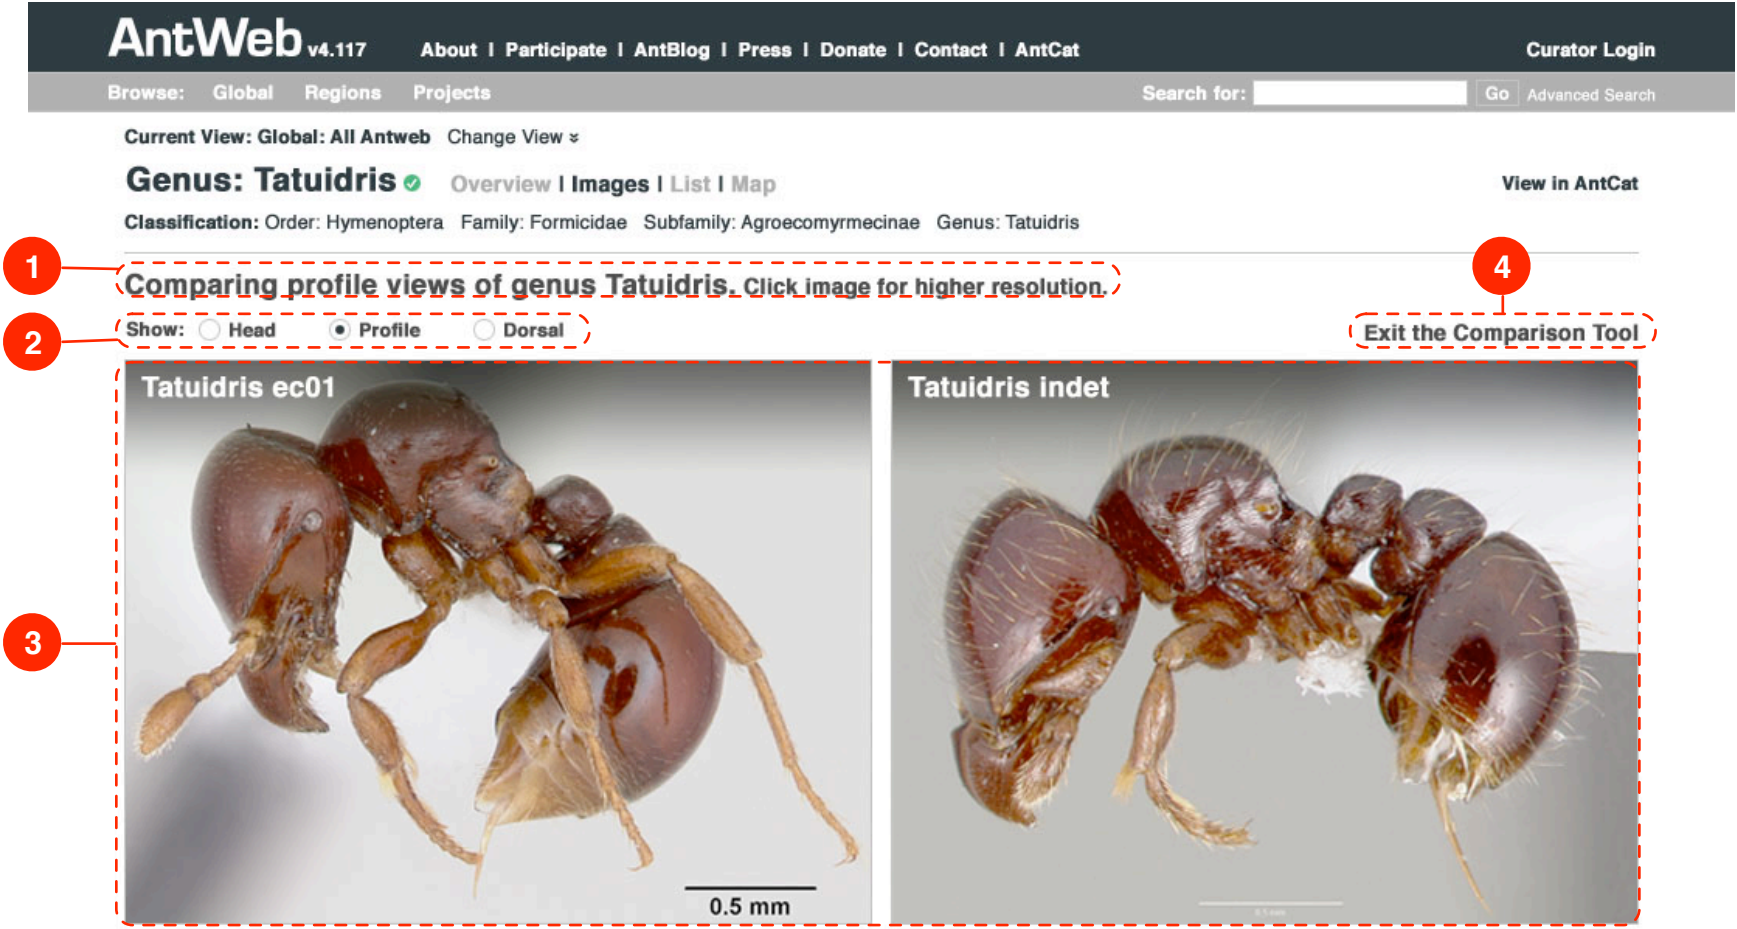 AntWeb v4.117 About | Participate | AntBlog | Press | Donate | Contact | AntCat Curator Login
Browse: Global Regions Projects Search for: Go Advanced Search
Current View: Global: All Antweb Change View
Genus: Tatuidris Overview | Images | List | Map View in AntCat
Classification: Order: Hymenoptera Family: Formicidae Subfamily: Agroecomyrmecinae Genus: Tatuidris
1 Comparing profile views of genus Tatuidris. Click image for higher resolution. 4
2 Show: Head Profile Dorsal Exit the Comparison Tool
Tatuidris ec01 Tatuidris indet
3
0.5 mm 0.5 mm